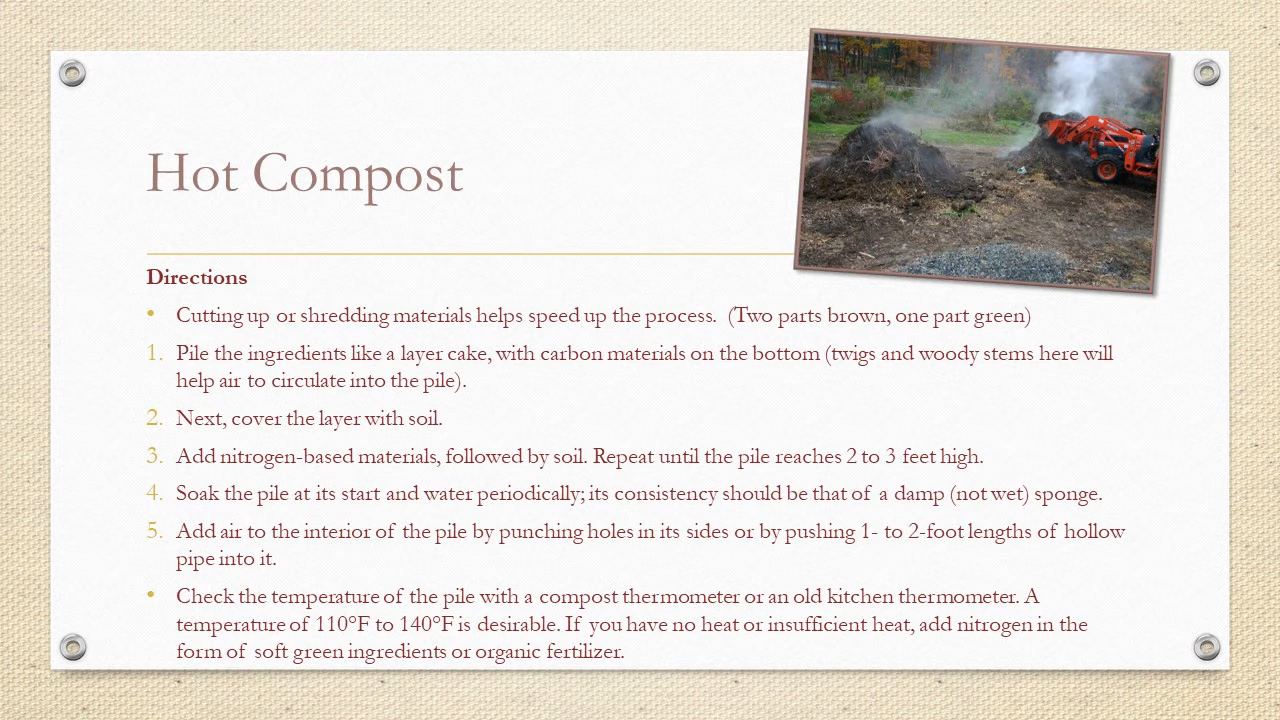 Hot Compost
Directions
• Cutting up or shredding materials helps speed up the process.  (Two parts brown, one part green)
1. Pile the ingredients like a layer cake, with carbon materials on the bottom (twigs and woody stems here will
help air to circulate into the pile).
2. Next, cover the layer with soil.
3. Add nitrogen-based materials, followed by soil. Repeat until the pile reaches 2 to 3 feet high.
4. Soak the pile at its start and water periodically; its consistency should be that of a damp (not wet) sponge.
5. Add air to the interior of the pile by punching holes in its sides or by pushing 1- to 2-foot lengths of hollow
pipe into it.
• Check the temperature of the pile with a compost thermometer or an old kitchen thermometer. A
temperature of 110°F to 140°F is desirable. If you have no heat or insufficient heat, add nitrogen in the
form of soft green ingredients or organic fertilizer.